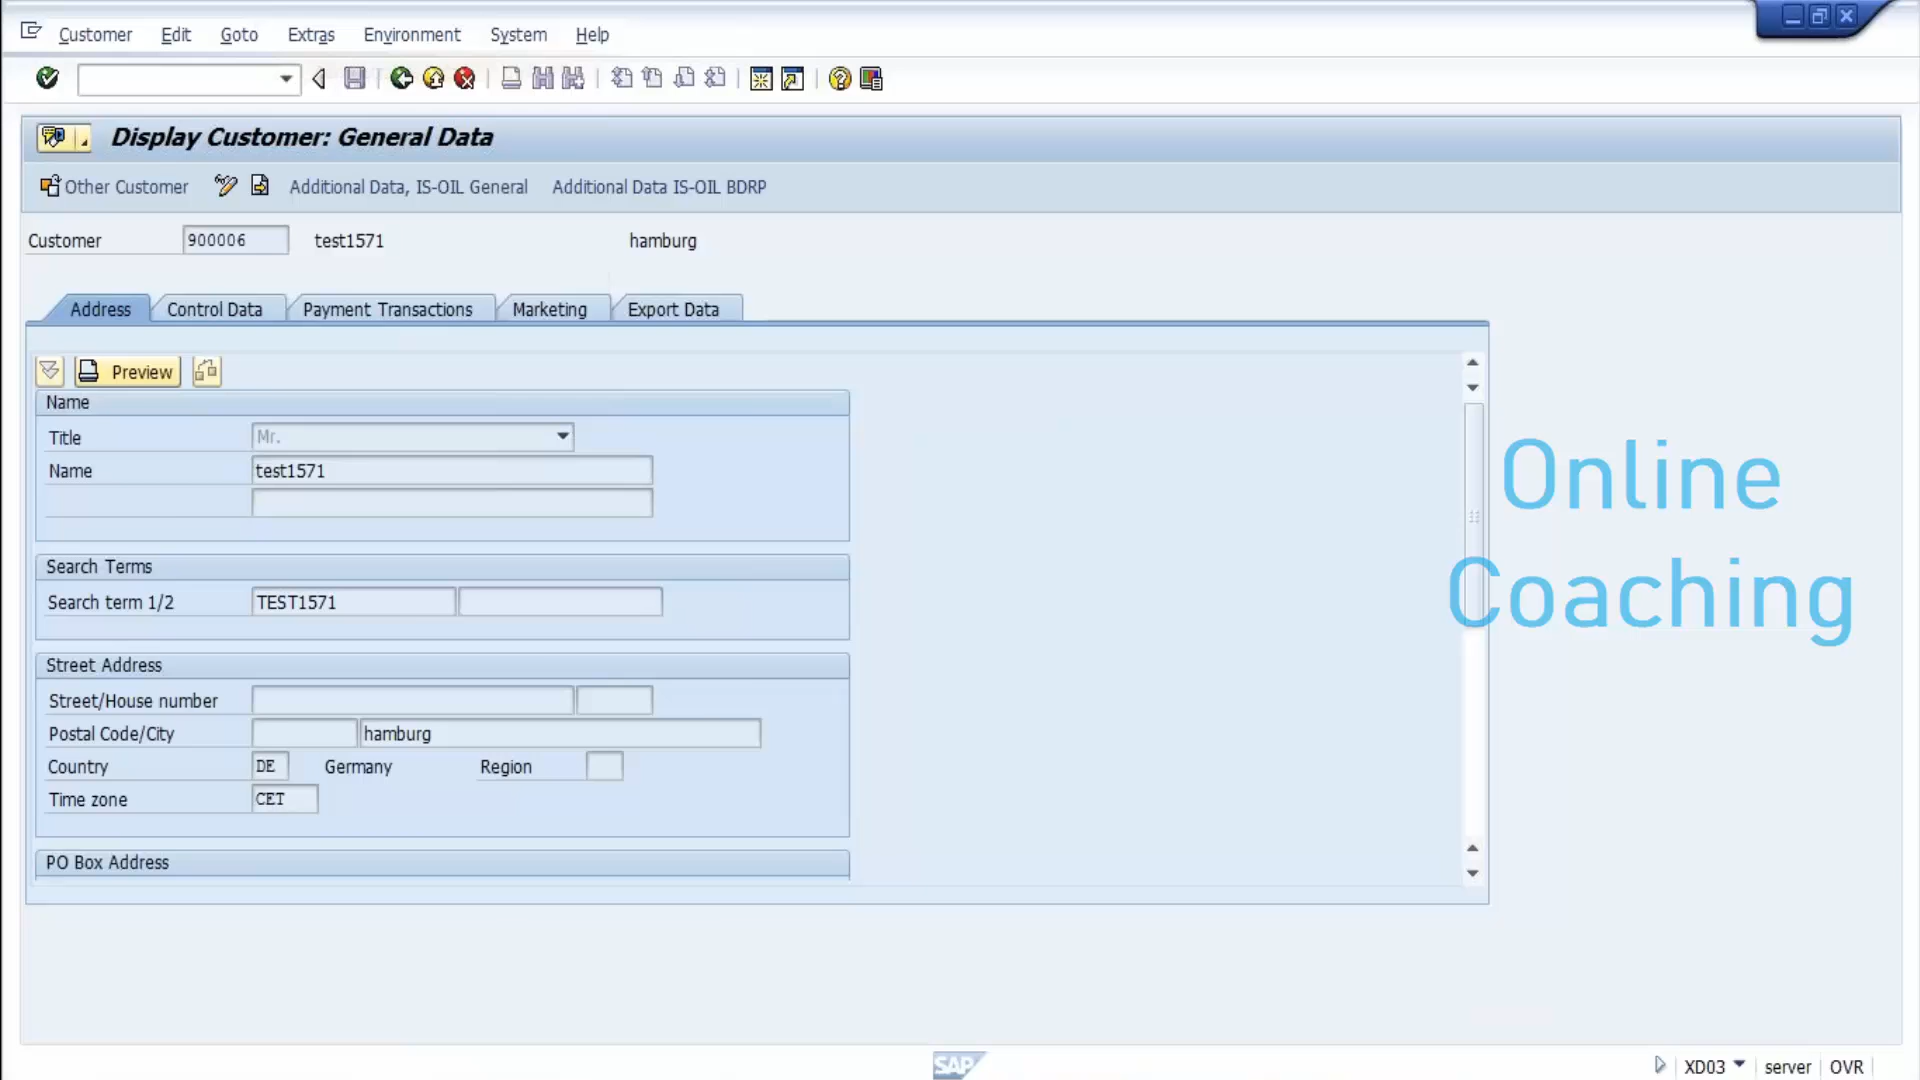 Customer Edit Goto Extras Environment System Help
Display Customer: General Data
Other Customer Additional Data, IS-OIL General Additional Data IS-OIL BDRP
Customer 900006 test1571 hamburg
Address Control Data Payment Transactions Marketing Export Data
Preview
Name
Title Mr.
Name test1571
Search Terms
Search term 1/2 TEST1571
Street Address
Street/House number
Postal Code/City hamburg
Country DE Germany Region
Time zone CET
PO Box Address
Online
Coaching
SAP XD03 server OVR